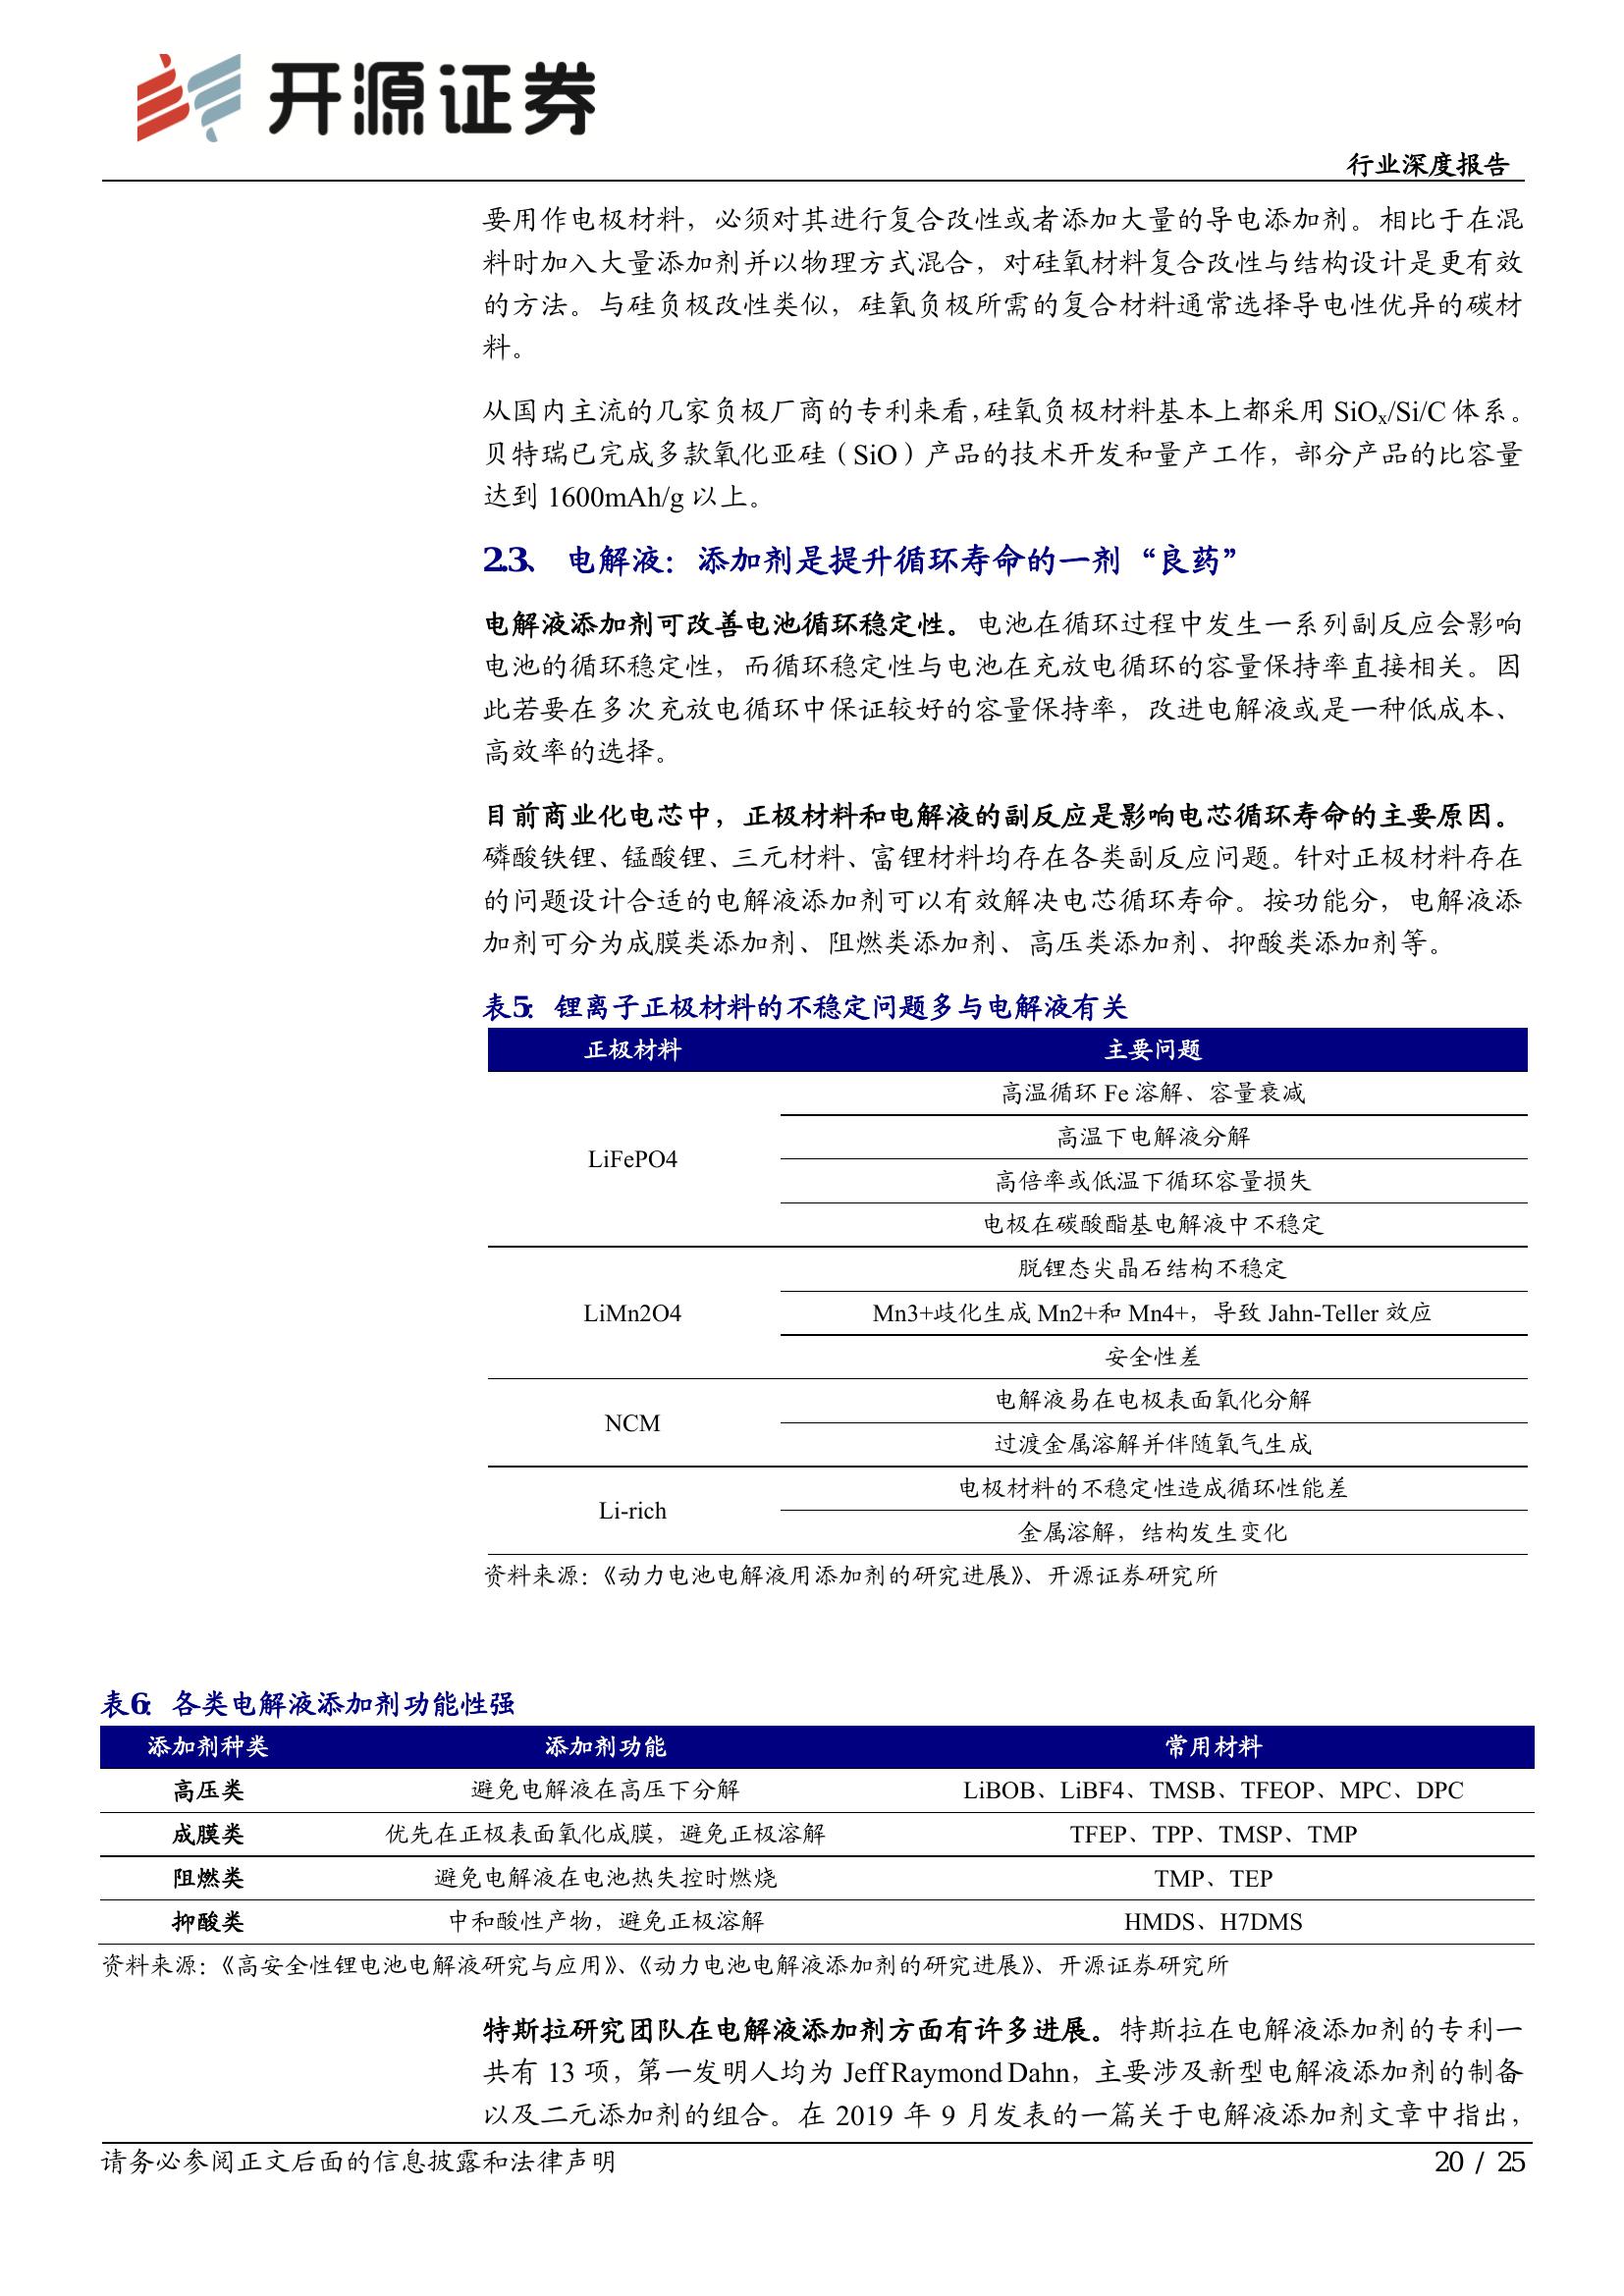 开源证券
行业深度报告
要用作电极材料，必须对其进行复合改性或者添加大量的导电添加剂。相比于在混
料时加入大量添加剂并以物理方式混合，对硅氧材料复合改性与结构设计是更有效
的方法。与硅负极改性类似，硅氧负极所需的复合材料通常选择导电性优异的碳材
料。
从国内主流的几家负极厂商的专利来看，硅氧负极材料基本上都采用 SiOx/Si/C 体系。
贝特瑞已完成多款氧化亚硅（SiO）产品的技术开发和量产工作，部分产品的比容量
达到 1600mAh/g 以上。
2.3、 电解液：添加剂是提升循环寿命的一剂“良药”
电解液添加剂可改善电池循环稳定性。电池在循环过程中发生一系列副反应会影响
电池的循环稳定性，而循环稳定性与电池在充放电循环的容量保持率直接相关。因
此若要在多次充放电循环中保证较好的容量保持率，改进电解液或是一种低成本、
高效率的选择。
目前商业化电芯中，正极材料和电解液的副反应是影响电芯循环寿命的主要原因。
磷酸铁锂、锰酸锂、三元材料、富锂材料均存在各类副反应问题。针对正极材料存在
的问题设计合适的电解液添加剂可以有效解决电芯循环寿命。按功能分，电解液添
加剂可分为成膜类添加剂、阻燃类添加剂、高压类添加剂、抑酸类添加剂等。
表5：锂离子正极材料的不稳定问题多与电解液有关
正极材料 主要问题
高温循环 Fe 溶解、容量衰减
高温下电解液分解
LiFePO4
高倍率或低温下循环容量损失
电极在碳酸酯基电解液中不稳定
脱锂态尖晶石结构不稳定
LiMn2O4 Mn3+歧化生成 Mn2+和 Mn4+，导致 Jahn-Teller 效应
安全性差
电解液易在电极表面氧化分解
NCM
过渡金属溶解并伴随氧气生成
电极材料的不稳定性造成循环性能差
Li-rich
金属溶解，结构发生变化
资料来源：《动力电池电解液用添加剂的研究进展》、开源证券研究所
表6：各类电解液添加剂功能性强
添加剂种类 添加剂功能 常用材料
高压类 避免电解液在高压下分解 LiBOB、LiBF4、TMSB、TFEOP、MPC、DPC
成膜类 优先在正极表面氧化成膜，避免正极溶解 TFEP、TPP、TMSP、TMP
阻燃类 避免电解液在电池热失控时燃烧 TMP、TEP
抑酸类 中和酸性产物，避免正极溶解 HMDS、H7DMS
资料来源：《高安全性锂电池电解液研究与应用》、《动力电池电解液添加剂的研究进展》、开源证券研究所
特斯拉研究团队在电解液添加剂方面有许多进展。特斯拉在电解液添加剂的专利一
共有 13 项，第一发明人均为 Jeff Raymond Dahn，主要涉及新型电解液添加剂的制备
以及二元添加剂的组合。在 2019 年 9 月发表的一篇关于电解液添加剂文章中指出，
请务必参阅正文后面的信息披露和法律声明 20 / 25